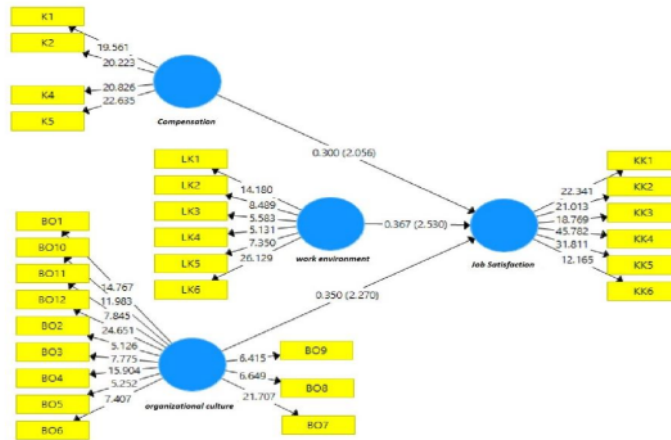 K1
K2
K4
K5
19.561
20.223
20.826
22.635
Compensation
0.300 (2.056)
LK1
LK2
LK3
LK4
LK5
LK6
14.180
8.489
5.583
5.131
7.350
26.129
work environment
0.367 (2.530)
KK1
KK2
KK3
KK4
KK5
KK6
22.341
21.013
18.769
45.782
31.811
12.165
Job Satisfaction
0.350 (2.270)
BO1
BO10
BO11
BO12
BO2
BO3
BO4
BO5
BO6
14.767
11.983
7.845
24.651
5.126
7.775
15.904
5.252
7.407
organizational culture
6.415
6.649
21.707
BO9
BO8
BO7